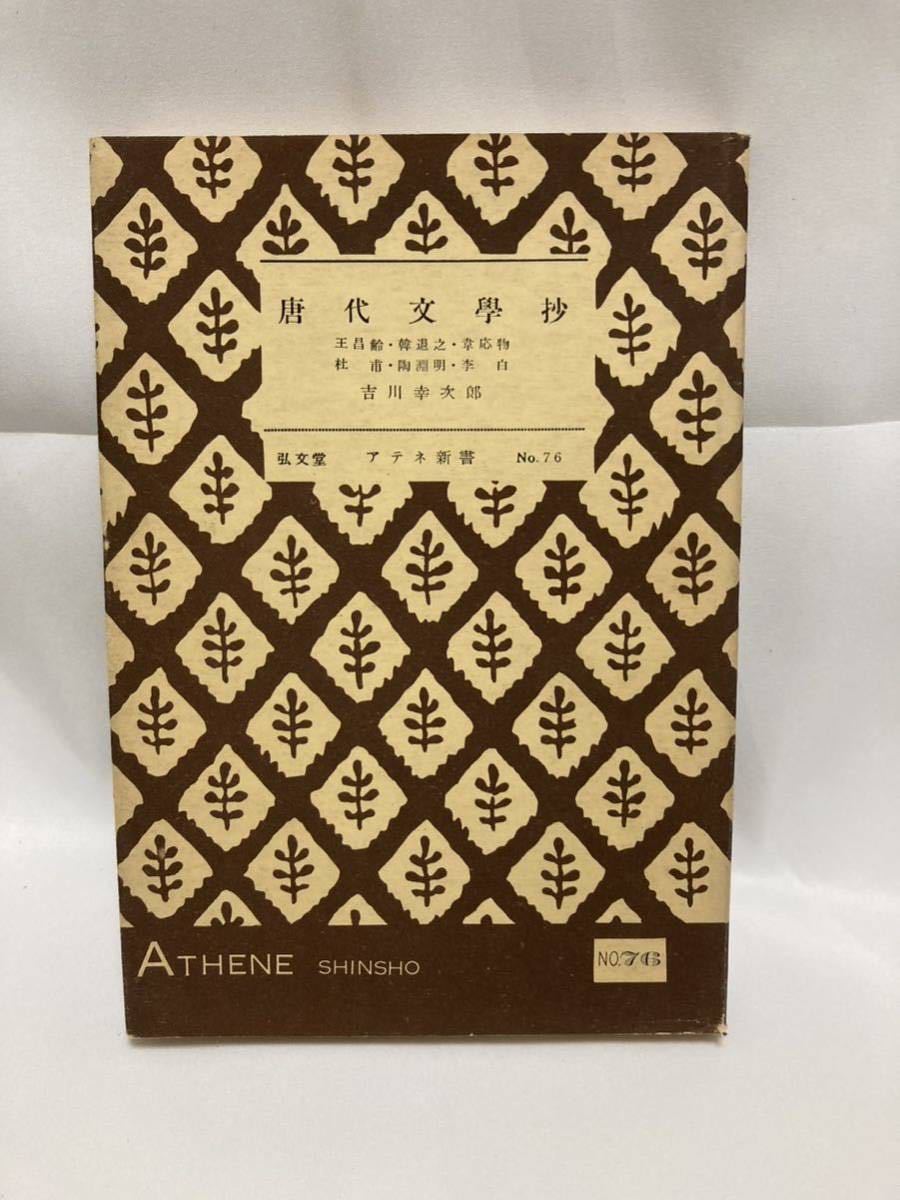 唐代文學抄
王昌齡・韓退之・韋応物
杜甫・陶淵明・李白
吉川幸次郎
弘文堂 アテネ新書 No.76
ATHENE SHINSHO NO.76